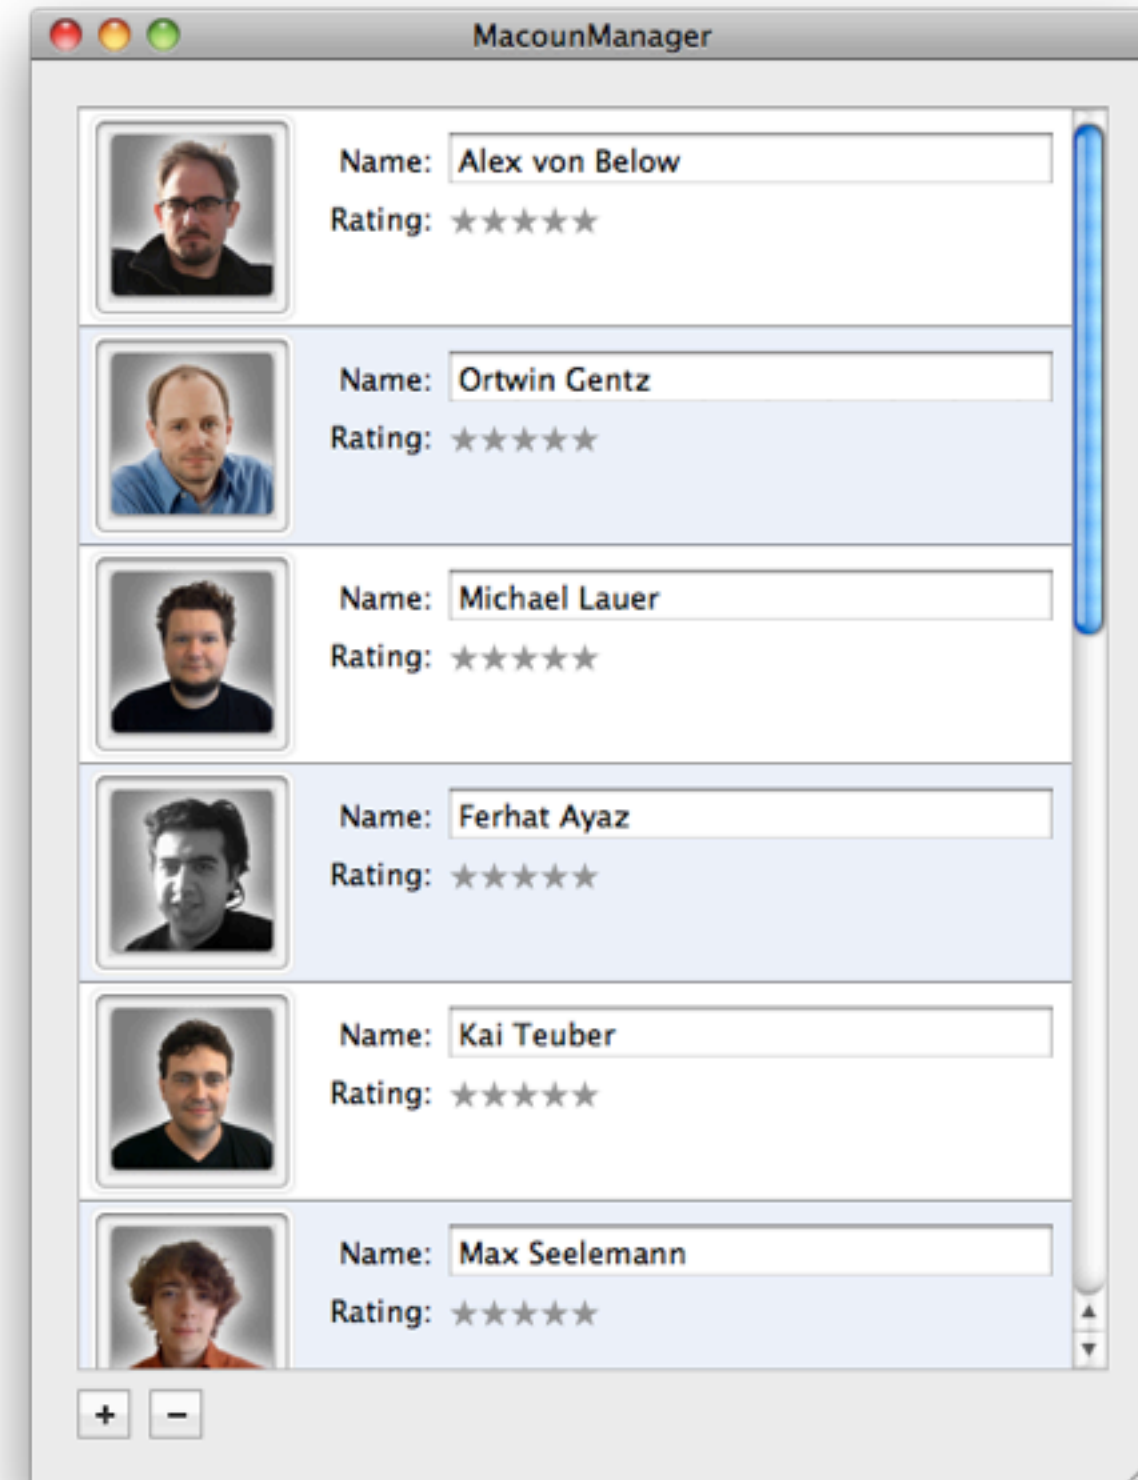 MacounManager
Name: Alex von Below
Rating: ★★★★★
Name: Ortwin Gentz
Rating: ★★★★★
Name: Michael Lauer
Rating: ★★★★★
Name: Ferhat Ayaz
Rating: ★★★★★
Name: Kai Teuber
Rating: ★★★★★
Name: Max Seelemann
Rating: ★★★★★
+ −